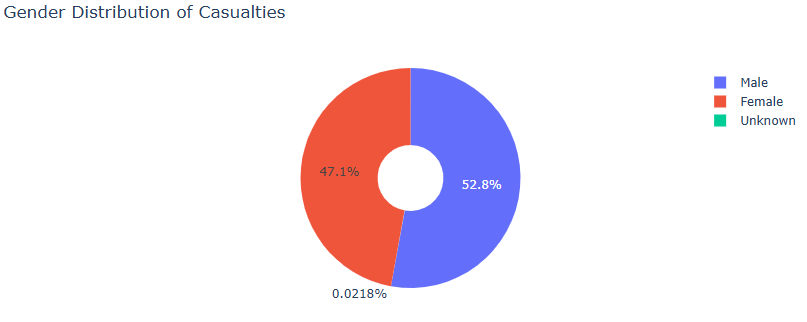 Gender Distribution of Casualties
Male
Female
Unknown
47.1%
52.8%
0.0218%